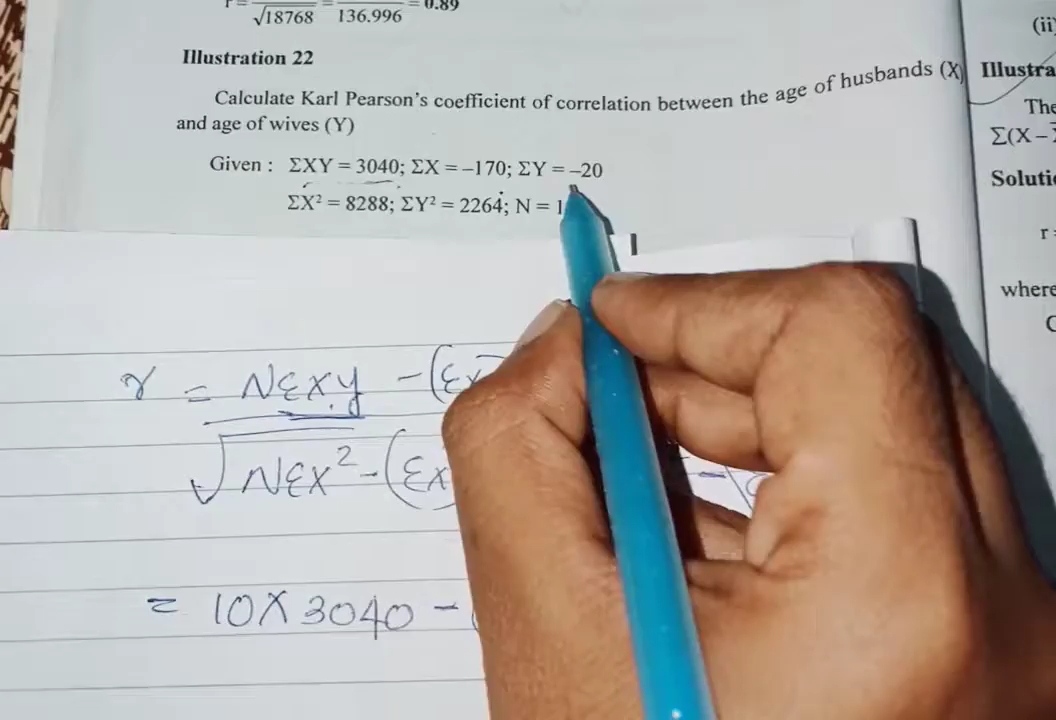 r = / √18768 = / 136.996 = 0.89
Illustration 22
Calculate Karl Pearson's coefficient of correlation between the age of husbands (X)
and age of wives (Y)
Given : ΣXY = 3040; ΣX = –170; ΣY = –20
ΣX² = 8288; ΣY² = 2264; N = 1
r = NΣxy - (Σx
√NΣx² - (Σx
= 10 X 3040 -
(ii)
Illustra
The
Σ(X –
Soluti
r =
where